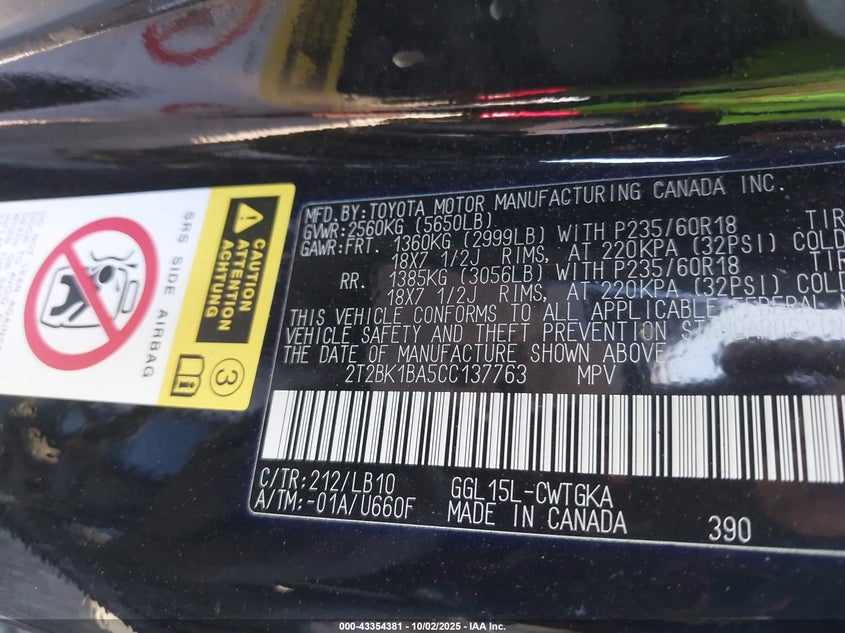 MFD.BY:TOYOTA MOTOR MANUFACTURING CANADA INC.
GVWR:2560KG (5650LB)
GAWR:FRT. 1360KG (2999LB) WITH P235/60R18 TIR
18X7 1/2J RIMS, AT 220KPA (32PSI) COLD
RR. 1385KG (3056LB) WITH P235/60R18 TIR
18X7 1/2J RIMS, AT 220KPA (32PSI) COLD
THIS VEHICLE CONFORMS TO ALL APPLICABLE FEDERAL M
VEHICLE SAFETY AND THEFT PREVENTION IN
THE DATE OF MANUFACTURE SHOWN ABOVE.
2T2BK1BA5CC137763 MPV
C/TR:212/LB10 GGL15L-CWTGKA
A/TM:-01A/U660F MADE IN CANADA 390
CAUTION
ATTENTION
ACHTUNG
3
SRS SIDE AIRBAG
000-43354381 - 10/02/2025 - IAA Inc.